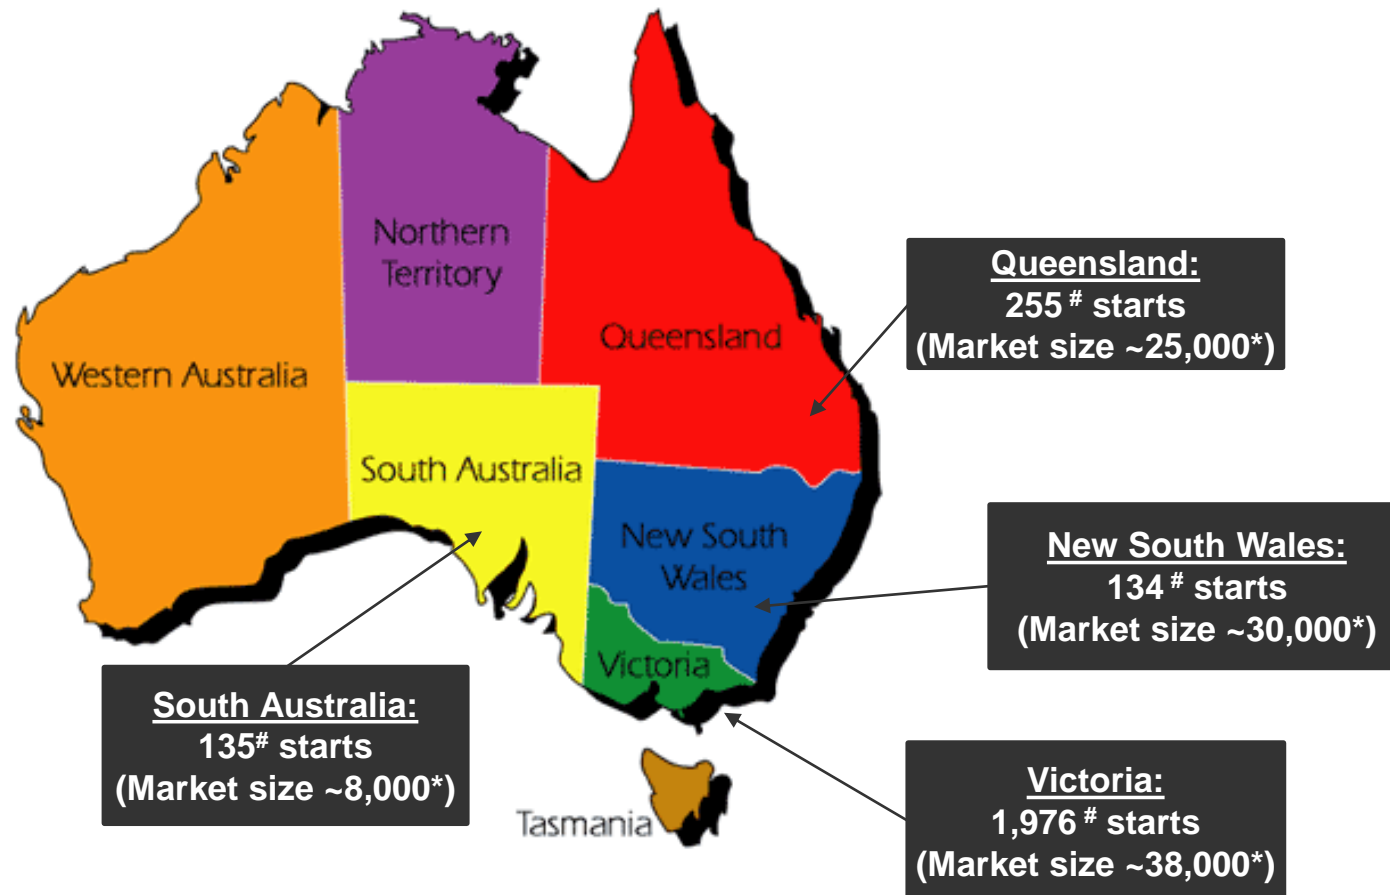 Northern
Territory
Queensland
Western Australia
South Australia
New South
Wales
Victoria
Tasmania
Queensland:
255 # starts
(Market size ~25,000*)
New South Wales:
134 # starts
(Market size ~30,000*)
South Australia:
135# starts
(Market size ~8,000*)
Victoria:
1,976 # starts
(Market size ~38,000*)